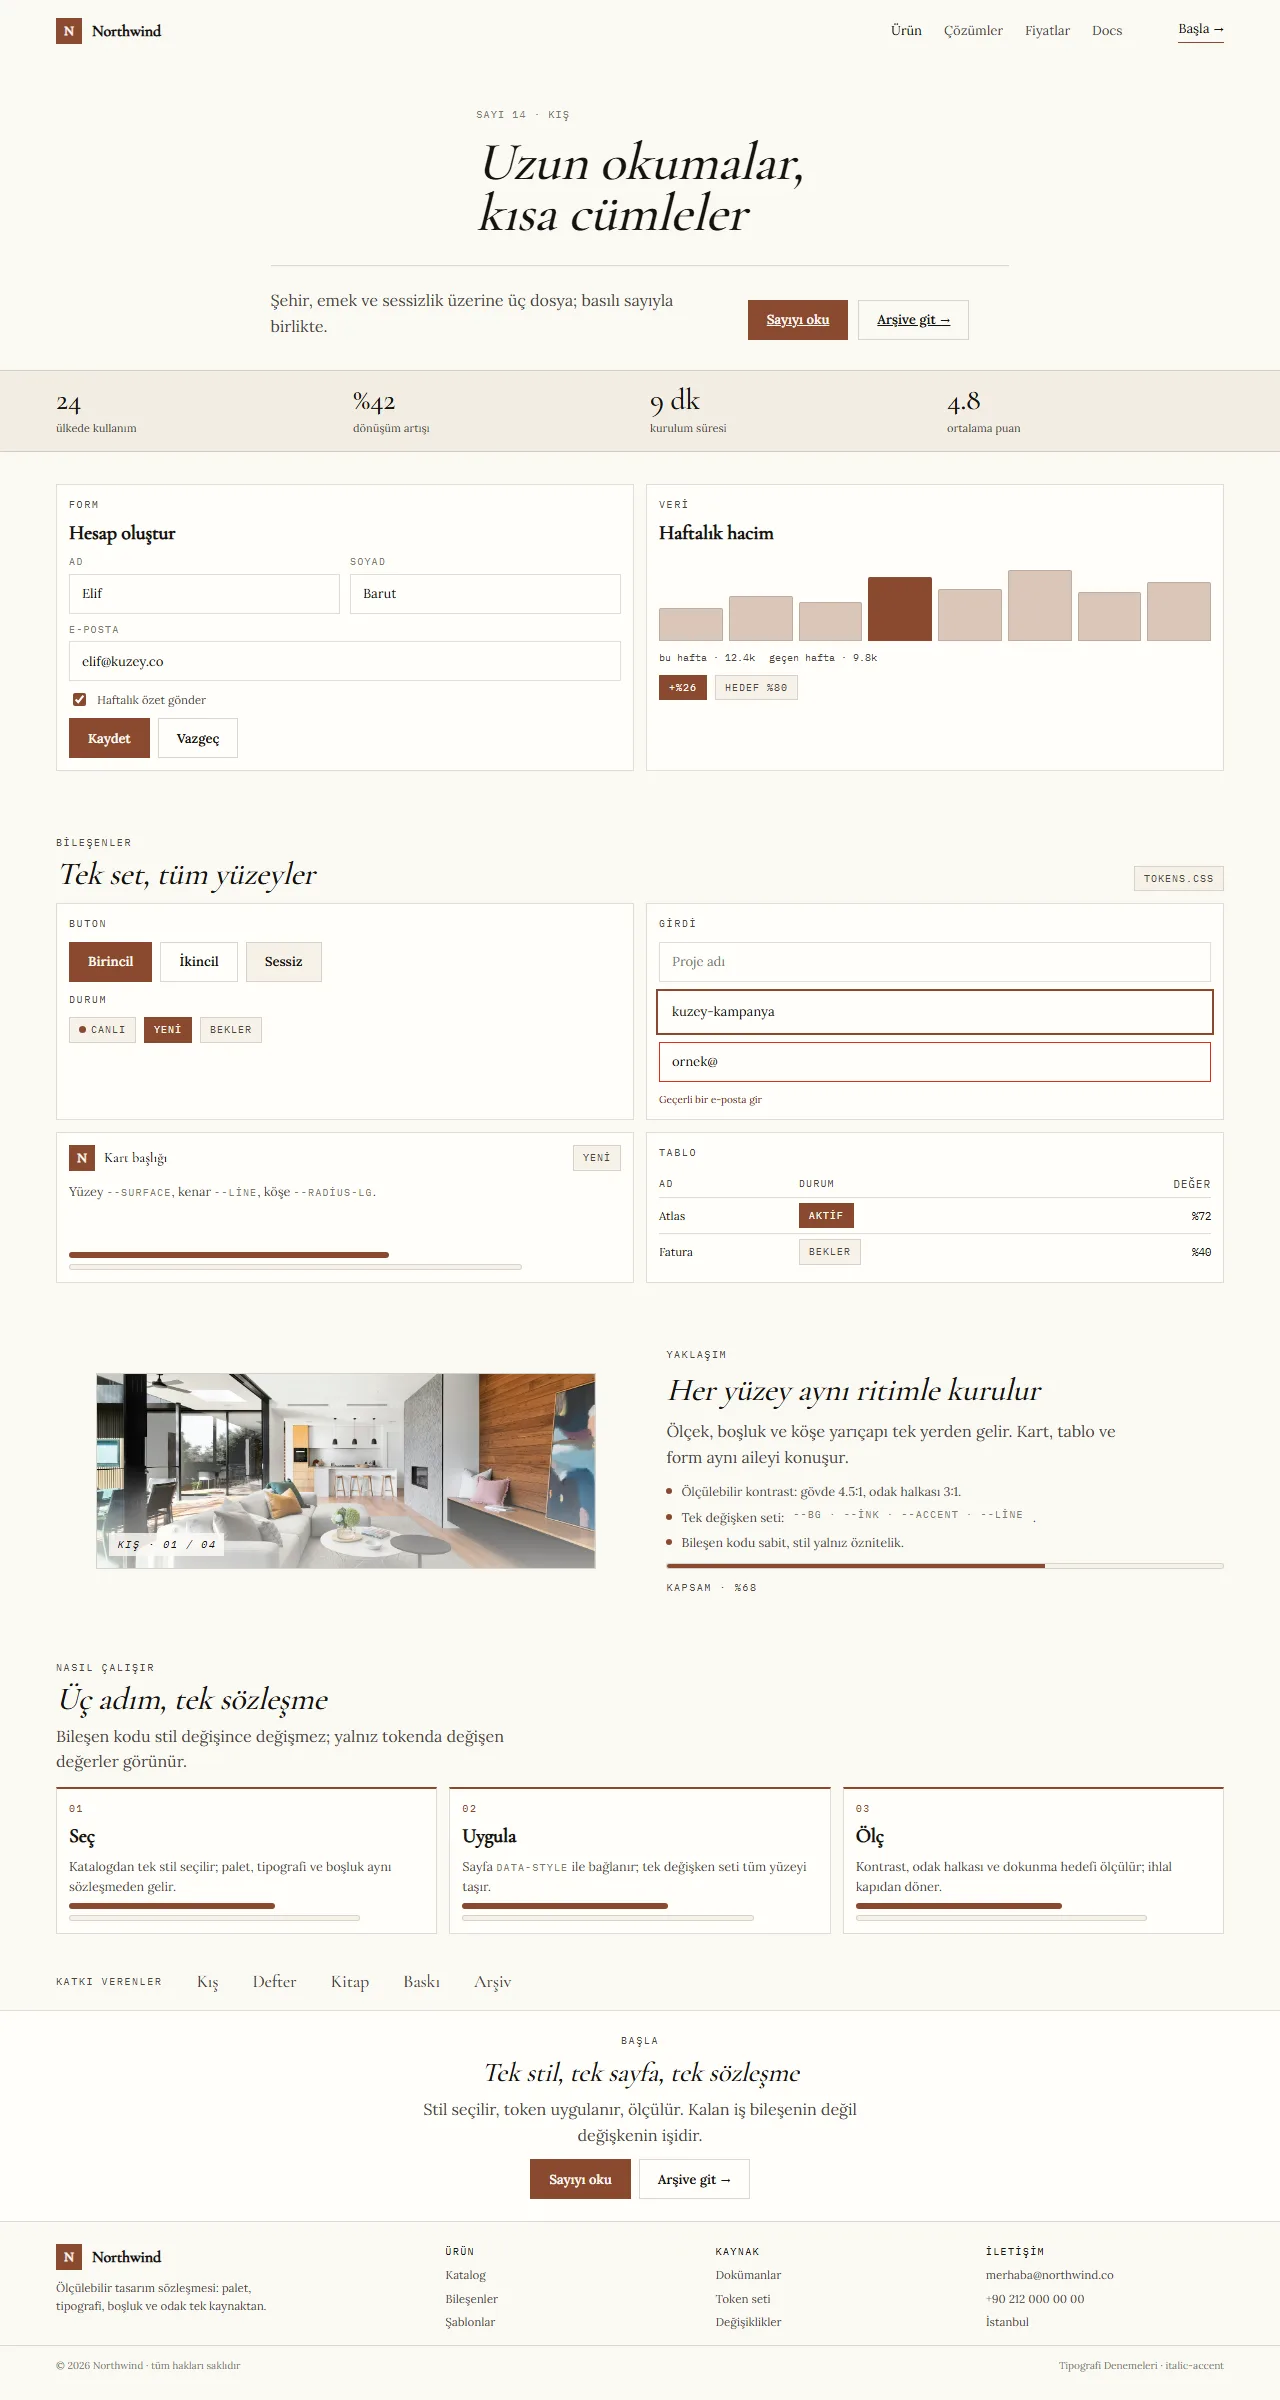 N Northwind
Ürün Çözümler Fiyatlar Docs Başla →
SAYI 14 · KIŞ
Uzun okumalar,
kısa cümleler
Şehir, emek ve sessizlik üzerine üç dosya; basılı sayıyla
birlikte.
Sayıyı oku Arşive git →
24 %42 9 dk 4.8
ülkede kullanım dönüşüm artışı kurulum süresi ortalama puan
FORM
Hesap oluştur
AD SOYAD
Elif Barut
E-POSTA
elif@kuzey.co
Haftalık özet gönder
Kaydet Vazgeç
VERİ
Haftalık hacim
bu hafta · 12.4k geçen hafta · 9.8k
+%26 HEDEF %80
BİLEŞENLER
Tek set, tüm yüzeyler
TOKENS.CSS
BUTON
Birincil İkincil Sessiz
DURUM
CANLI YENİ BEKLER
GİRDİ
Proje adı
kuzey-kampanya
ornek@
Geçerli bir e-posta gir
N Kart başlığı YENİ
Yüzey --SURFACE, kenar --LİNE, köşe --RADİUS-LG.
TABLO
AD DURUM DEĞER
Atlas AKTİF %72
Fatura BEKLER %40
KIŞ · 01 / 04
YAKLAŞIM
Her yüzey aynı ritimle kurulur
Ölçek, boşluk ve köşe yarıçapı tek yerden gelir. Kart, tablo ve
form aynı aileyi konuşur.
Ölçülebilir kontrast: gövde 4.5:1, odak halkası 3:1.
Tek değişken seti: --BG · --İNK · --ACCENT · --LİNE .
Bileşen kodu sabit, stil yalnız öznitelik.
KAPSAM · %68
NASIL ÇALIŞIR
Üç adım, tek sözleşme
Bileşen kodu stil değişince değişmez; yalnız tokenda değişen
değerler görünür.
01
Seç
Katalogdan tek stil seçilir; palet, tipografi ve boşluk aynı
sözleşmeden gelir.
02
Uygula
Sayfa DATA-STYLE ile bağlanır; tek değişken seti tüm yüzeyi
taşır.
03
Ölç
Kontrast, odak halkası ve dokunma hedefi ölçülür; ihlal
kapıdan döner.
KATKI VERENLER Kış Defter Kitap Baskı Arşiv
BAŞLA
Tek stil, tek sayfa, tek sözleşme
Stil seçilir, token uygulanır, ölçülür. Kalan iş bileşenin değil
değişkenin işidir.
Sayıyı oku Arşive git →
N Northwind
Ölçülebilir tasarım sözleşmesi: palet,
tipografi, boşluk ve odak tek kaynaktan.
ÜRÜN
Katalog
Bileşenler
Şablonlar
KAYNAK
Dokümanlar
Token seti
Değişiklikler
İLETİŞİM
merhaba@northwind.co
+90 212 000 00 00
İstanbul
© 2026 Northwind · tüm hakları saklıdır
Tipografi Denemeleri · italic-accent